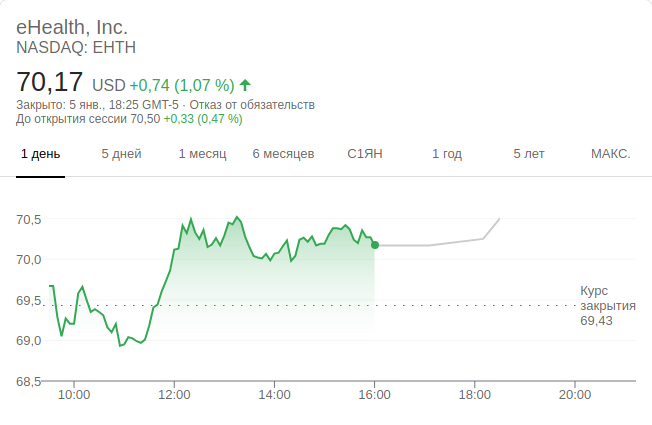 eHealth, Inc.
NASDAQ: EHTH
70,17 USD +0,74 (1,07 %)
Закрыто: 5 янв., 18:25 GMT-5 · Отказ от обязательств
До открытия сессии 70,50 +0,33 (0,47 %)
1 день 5 дней 1 месяц 6 месяцев С1ЯН 1 год 5 лет МАКС.
70,5
70,0
69,5
69,0
68,5
Курс
закрытия
69,43
10:00 12:00 14:00 16:00 18:00 20:00